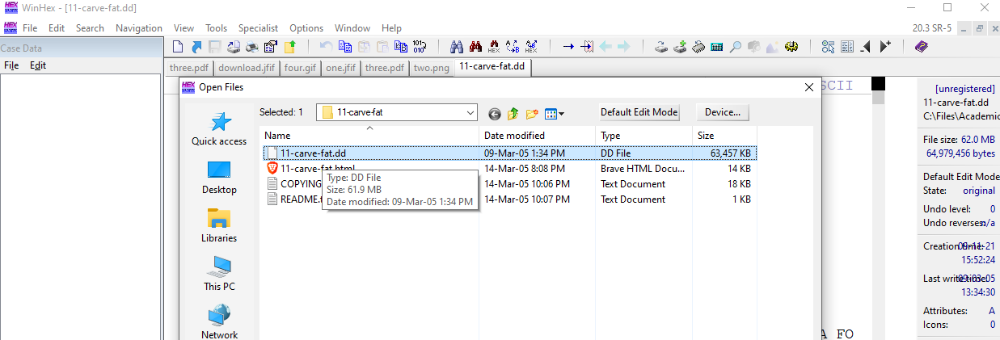 WinHex - [11-carve-fat.dd]
File Edit Search Navigation View Tools Specialist Options Window Help 20.3 SR-5
Case Data
File Edit
three.pdf download.jfif four.gif one.jfif three.pdf two.png 11-carve-fat.dd
Open Files
SCII
[unregistered]
11-carve-fat.dd
C:\Files\Academic
File size: 62.0 MB
64,979,456 bytes
Default Edit Mode
State: original
Undo level: 0
Undo reverses: n/a
Creation time: 09-11-21
15:52:24
Last write time: 09-03-05
13:34:30
Attributes: A
Icons: 0
Selected: 1 11-carve-fat Default Edit Mode Device...
Quick access
Desktop
Libraries
This PC
Network
Name Date modified Type Size
11-carve-fat.dd 09-Mar-05 1:34 PM DD File 63,457 KB
11-carve-fat.html 14-Mar-05 8:08 PM Brave HTML Docu... 14 KB
COPYING 14-Mar-05 10:06 PM Text Document 18 KB
README. 14-Mar-05 10:07 PM Text Document 1 KB
Type: DD File
Size: 61.9 MB
Date modified: 09-Mar-05 1:34 PM
A FO